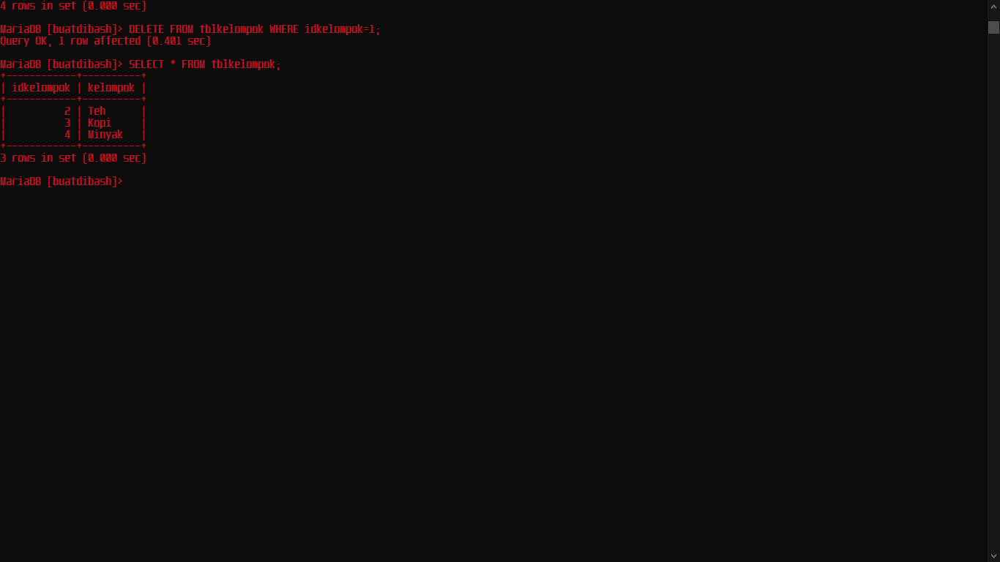 4 rows in set (0.000 sec)
MariaDB [buatdibash]> DELETE FROM tblkelompok WHERE idkelompok=1;
Query OK, 1 row affected (0.401 sec)
MariaDB [buatdibash]> SELECT * FROM tblkelompok;
+------------+----------+
| idkelompok | kelompok |
+------------+----------+
|          2 | Teh      |
|          3 | Kopi     |
|          4 | Minyak   |
+------------+----------+
3 rows in set (0.000 sec)
MariaDB [buatdibash]>